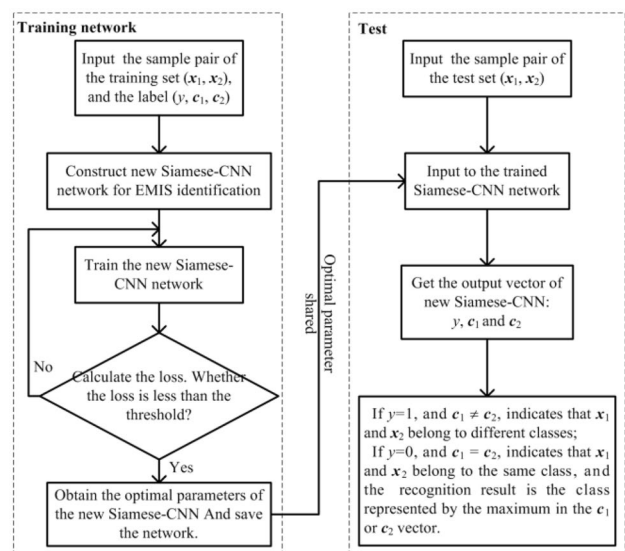 Training network
Input the sample pair of
the training set (x₁, x₂),
and the label (y, c₁, c₂)
Construct new Siamese-CNN
network for EMIS identification
Train the new Siamese-
CNN network
No
Calculate the loss. Whether
the loss is less than the
threshold?
Yes
Obtain the optimal parameters of
the new Siamese-CNN And save
the network.
Optimal parameter
shared
Test
Input the sample pair of
the test set (x₁, x₂)
Input to the trained
Siamese-CNN network
Get the output vector of
new Siamese-CNN:
y, c₁ and c₂
If y=1, and c₁ ≠ c₂, indicates that x₁
and x₂ belong to different classes;
If y=0, and c₁ = c₂, indicates that x₁
and x₂ belong to the same class, and
the recognition result is the class
represented by the maximum in the c₁
or c₂ vector.